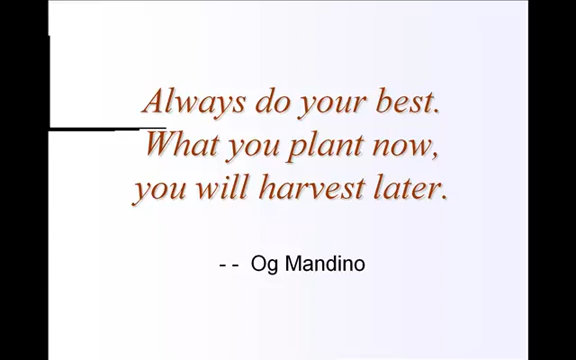 Always do your best.
What you plant now,
you will harvest later.
- - Og Mandino